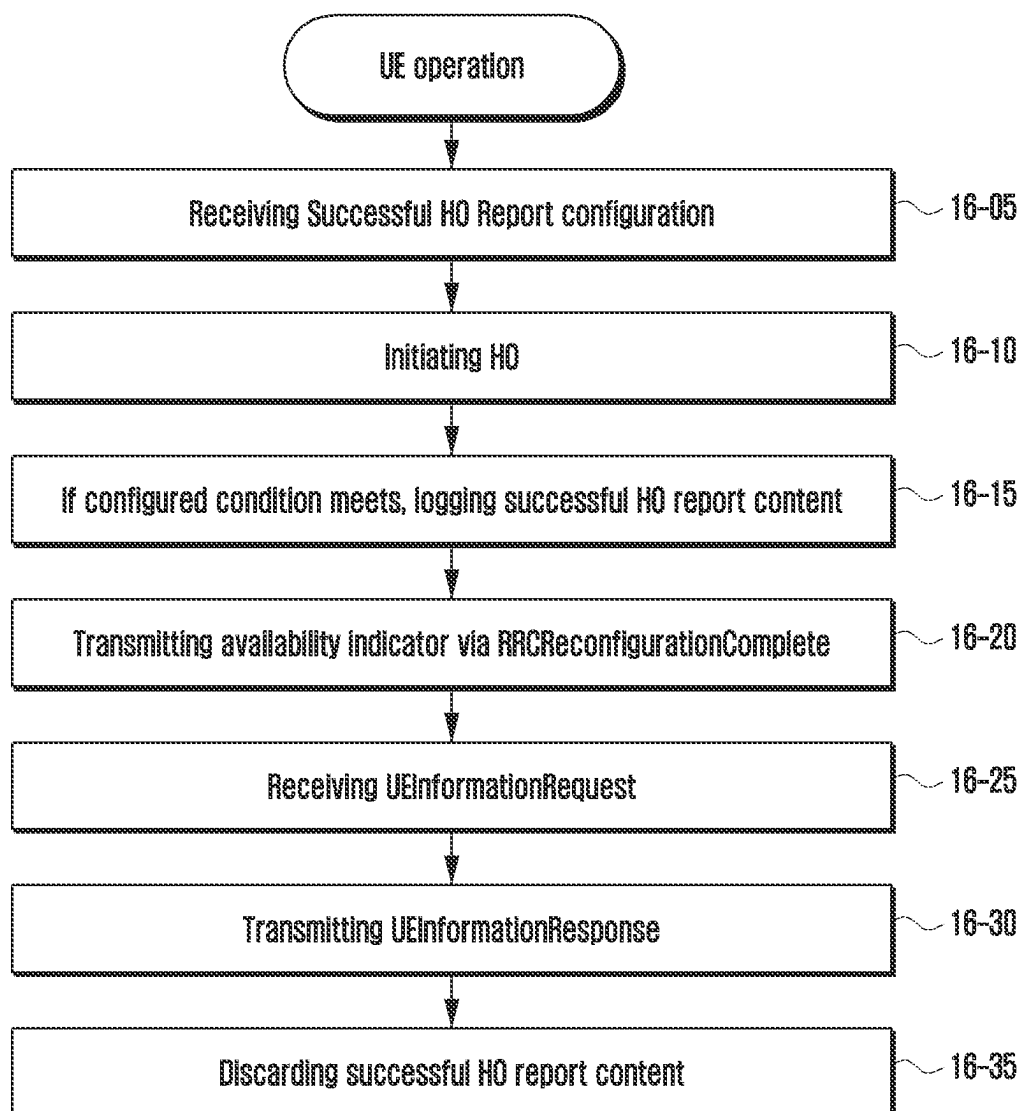 UE operation
Receiving Successful HO Report configuration
16-05
Initiating HO
16-10
If configured condition meets, logging successful HO report content
16-15
Transmitting availability indicator via RRCReconfigurationComplete
16-20
Receiving UEInformationRequest
16-25
Transmitting UEInformationResponse
16-30
Discarding successful HO report content
16-35